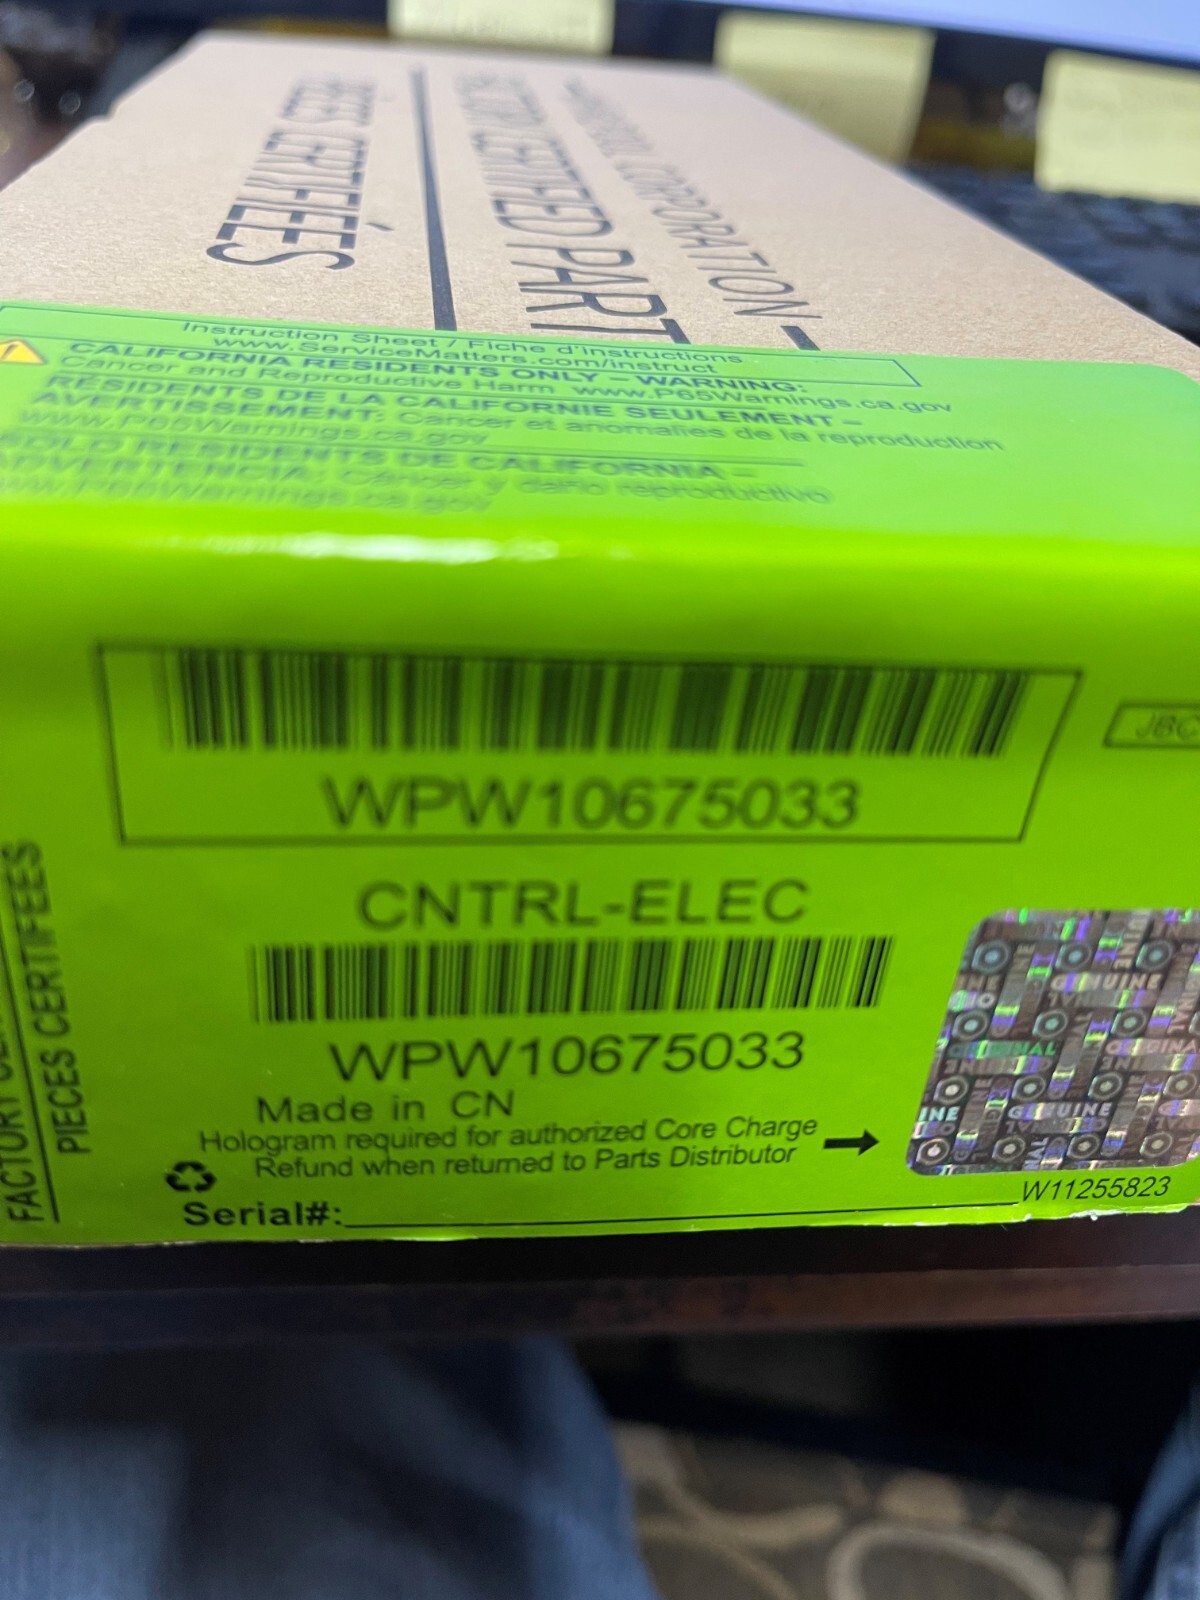 CORPORATION
CERTIFIED PART
CERTIFIÉES
Instruction Sheet / Fiche d'instructions
www.ServiceMatters.com/instruct
CALIFORNIA RESIDENTS ONLY – WARNING:
Cancer and Reproductive Harm www.P65Warnings.ca.gov
RÉSIDENTS DE LA CALIFORNIE SEULEMENT –
AVERTISSEMENT: Cancer et anomalies de la reproduction
www.P65Warnings.ca.gov
SOLO RESIDENTS DE CALIFORNIA –
ADVERTENCIA: Cáncer y daño reproductivo
www.P65Warnings.ca.gov
WPW10675033
JBC
CNTRL-ELEC
WPW10675033
Made in CN
Hologram required for authorized Core Charge
Refund when returned to Parts Distributor
Serial#:
W11255823
FACTORY
PIECES CERTIFEES
GENUINE
ORIGINAL
GENUINE